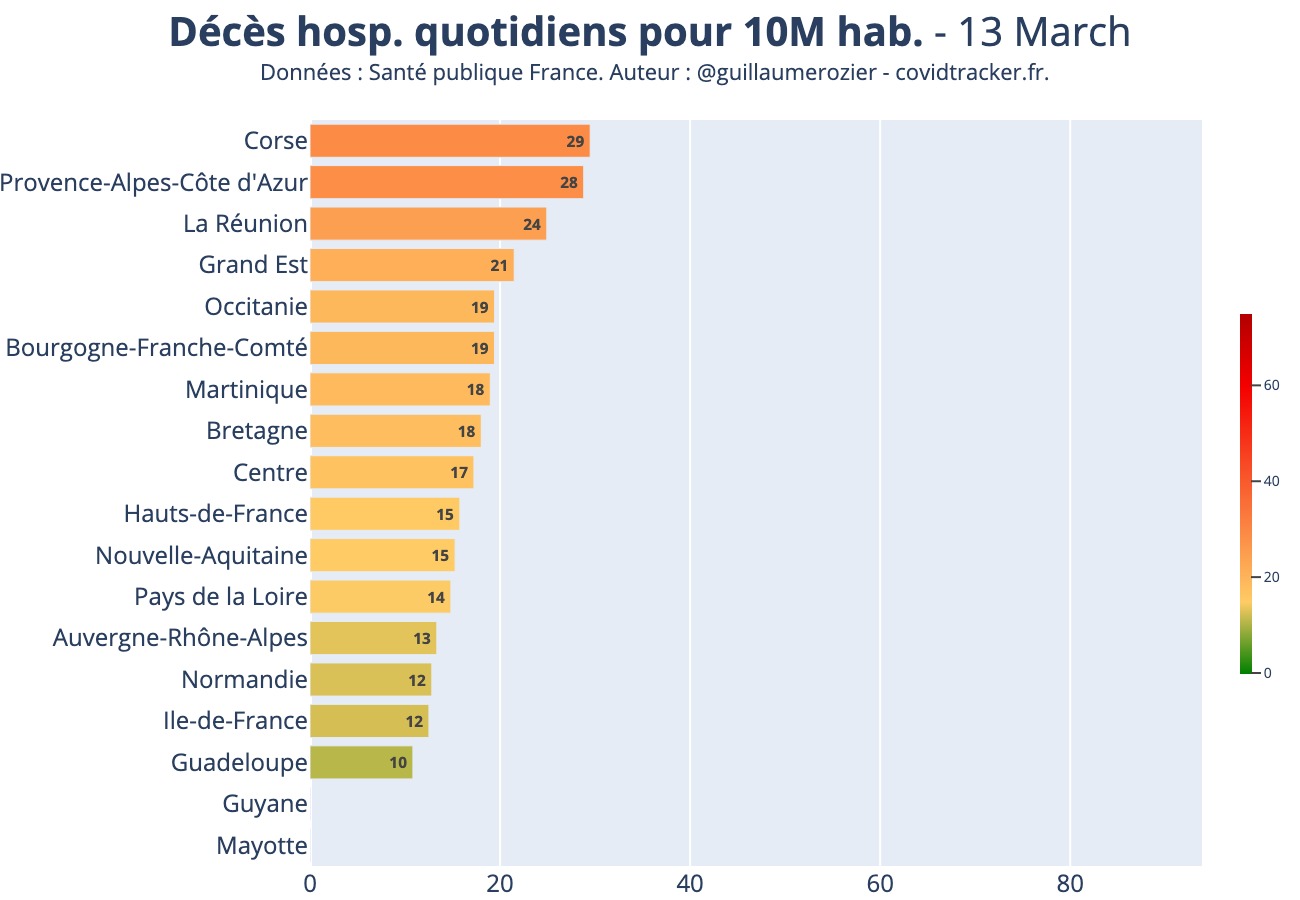 Décès hosp. quotidiens pour 10M hab. - 13 March
Données : Santé publique France. Auteur : @guillaumerozier - covidtracker.fr.
Corse 29
Provence-Alpes-Côte d'Azur 28
La Réunion 24
Grand Est 21
Occitanie 19
Bourgogne-Franche-Comté 19
Martinique 18
Bretagne 18
Centre 17
Hauts-de-France 15
Nouvelle-Aquitaine 15
Pays de la Loire 14
Auvergne-Rhône-Alpes 13
Normandie 12
Ile-de-France 12
Guadeloupe 10
Guyane
Mayotte
0 20 40 60 80
60
40
20
0